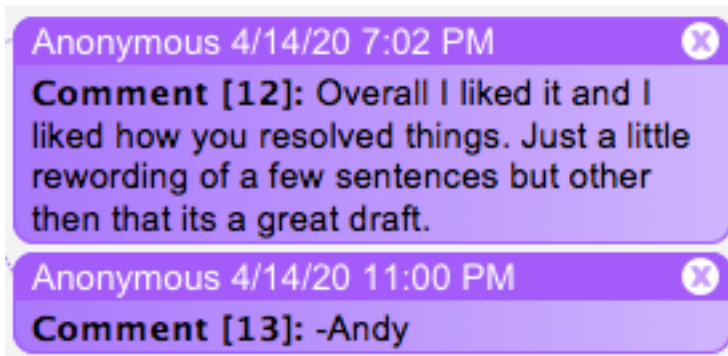 Anonymous 4/14/20 7:02 PM
Comment [12]: Overall I liked it and I
liked how you resolved things. Just a little
rewording of a few sentences but other
then that its a great draft.
Anonymous 4/14/20 11:00 PM
Comment [13]: -Andy